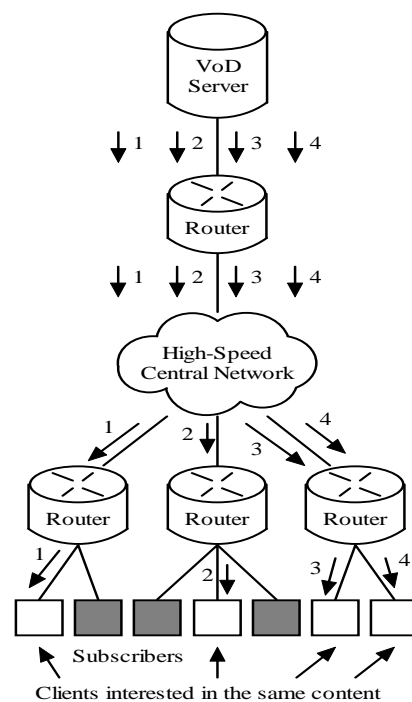 VoD
Server
1 2 3 4
Router
1 2 3 4
High-Speed
Central Network
1 2 3 4
Router Router Router
1 2 3 4
Subscribers
Clients interested in the same content